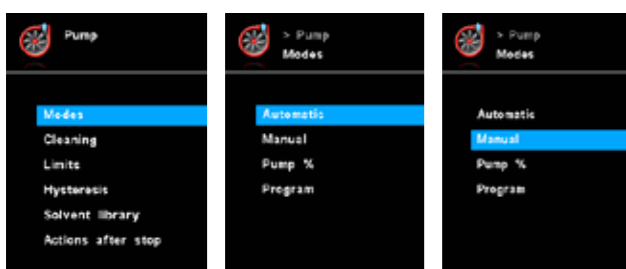 Pump
Modes
Cleaning
Limits
Hysteresis
Solvent library
Actions after stop
> Pump
Modes
Automatic
Manual
Pump %
Program
> Pump
Modes
Automatic
Manual
Pump %
Program